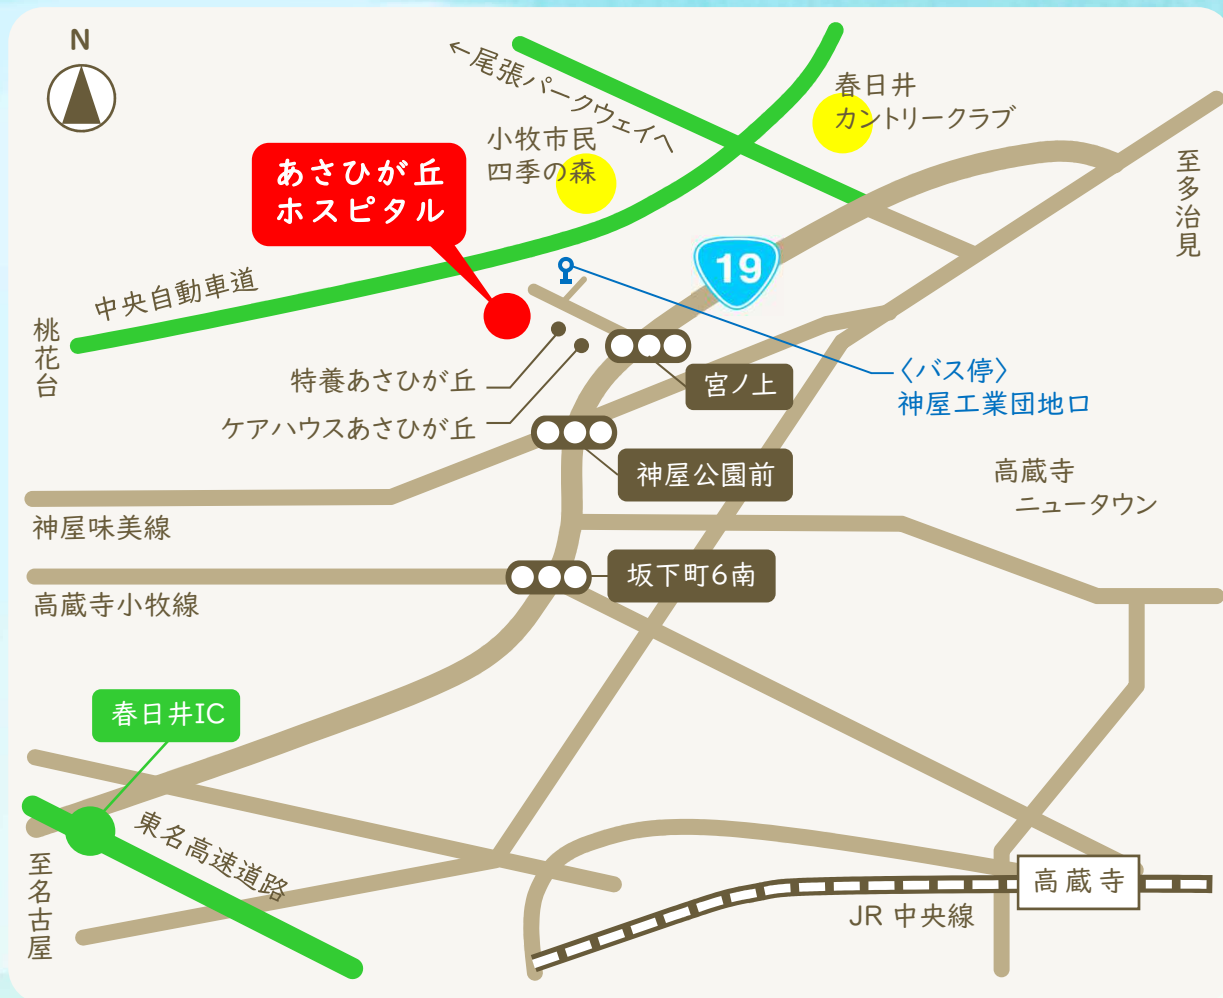 N
←尾張パークウェイへ
春日井
カントリークラブ
小牧市民
四季の森
あさひが丘
ホスピタル
至多治見
19
中央自動車道
桃花台
特養あさひが丘
ケアハウスあさひが丘
宮ノ上
〈バス停〉
神屋工業団地口
神屋公園前
高蔵寺
ニュータウン
神屋味美線
坂下町6南
高蔵寺小牧線
春日井IC
東名高速道路
至名古屋
高蔵寺
JR 中央線